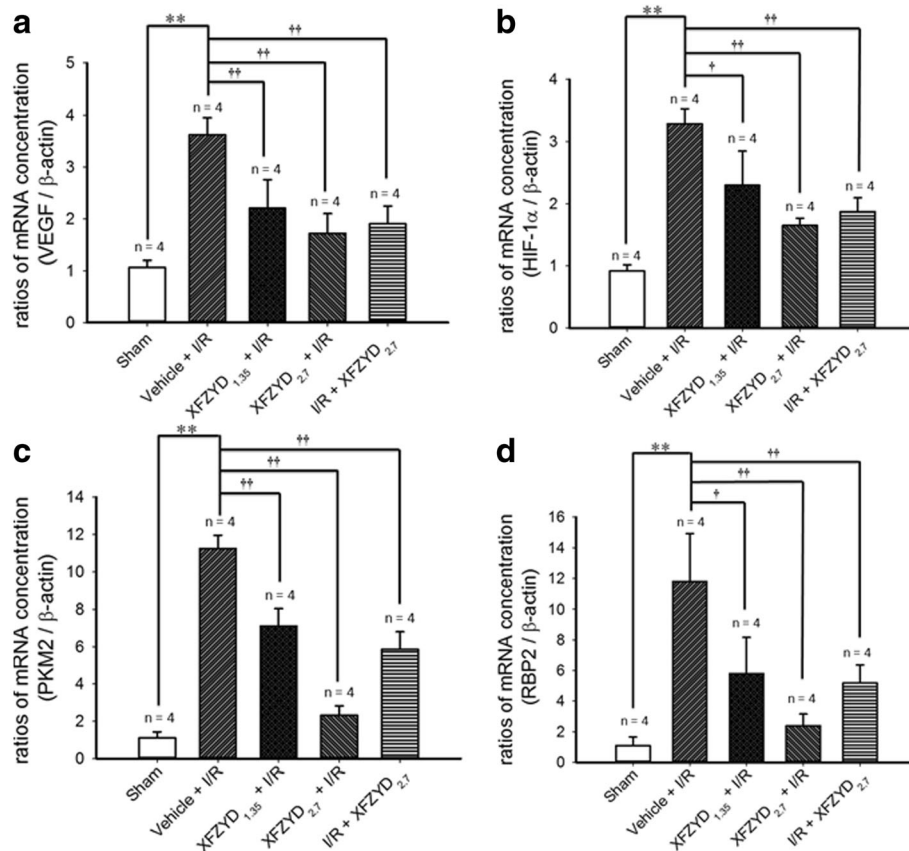 a
**
††
††
††
5
4
3
2
1
0
ratios of mRNA concentration
(VEGF / β-actin)
n = 4
n = 4
n = 4
n = 4
n = 4
Sham
Vehicle + I/R
XFZYD 1.35 + I/R
XFZYD 2.7 + I/R
I/R + XFZYD 2.7
b
**
††
††
†
4
3
2
1
0
ratios of mRNA concentration
(HIF-1α / β-actin)
n = 4
n = 4
n = 4
n = 4
n = 4
Sham
Vehicle + I/R
XFZYD 1.35 + I/R
XFZYD 2.7 + I/R
I/R + XFZYD 2.7
c
**
††
††
††
14
12
10
8
6
4
2
0
ratios of mRNA concentration
(PKM2 / β-actin)
n = 4
n = 4
n = 4
n = 4
n = 4
Sham
Vehicle + I/R
XFZYD 1.35 + I/R
XFZYD 2.7 + I/R
I/R + XFZYD 2.7
d
**
††
††
†
16
14
12
10
8
6
4
2
0
ratios of mRNA concentration
(RBP2 / β-actin)
n = 4
n = 4
n = 4
n = 4
n = 4
Sham
Vehicle + I/R
XFZYD 1.35 + I/R
XFZYD 2.7 + I/R
I/R + XFZYD 2.7